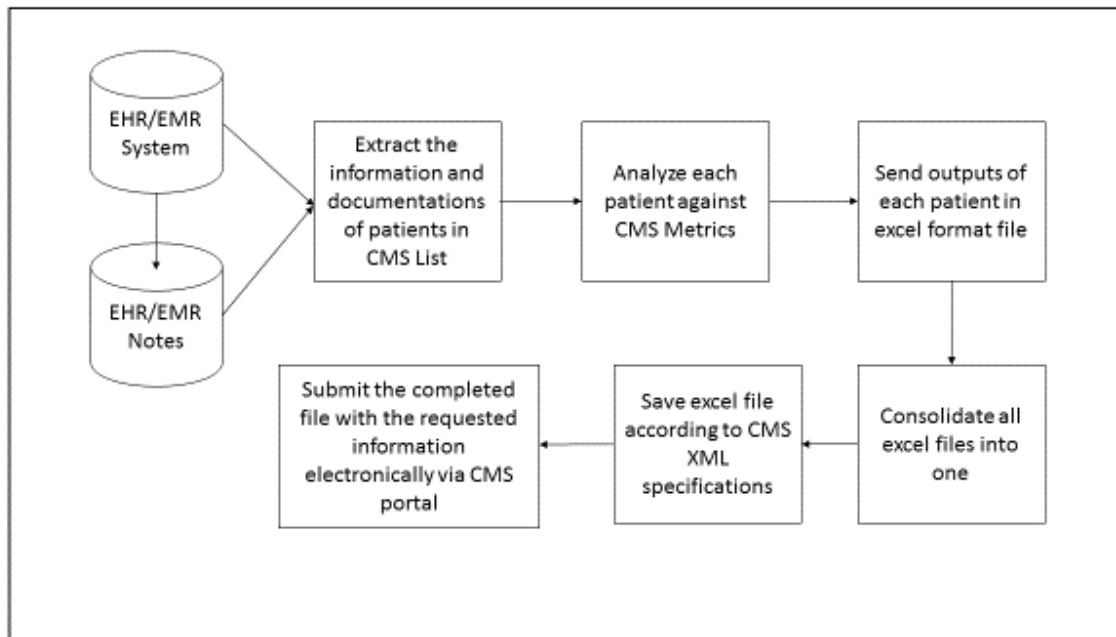 EHR/EMR
System
EHR/EMR
Notes
Extract the
information and
documentations
of patients in
CMS List
Analyze each
patient against
CMS Metrics
Send outputs of
each patient in
excel format file
Consolidate all
excel files into
one
Save excel file
according to CMS
XML
specifications
Submit the completed
file with the requested
information
electronically via CMS
portal